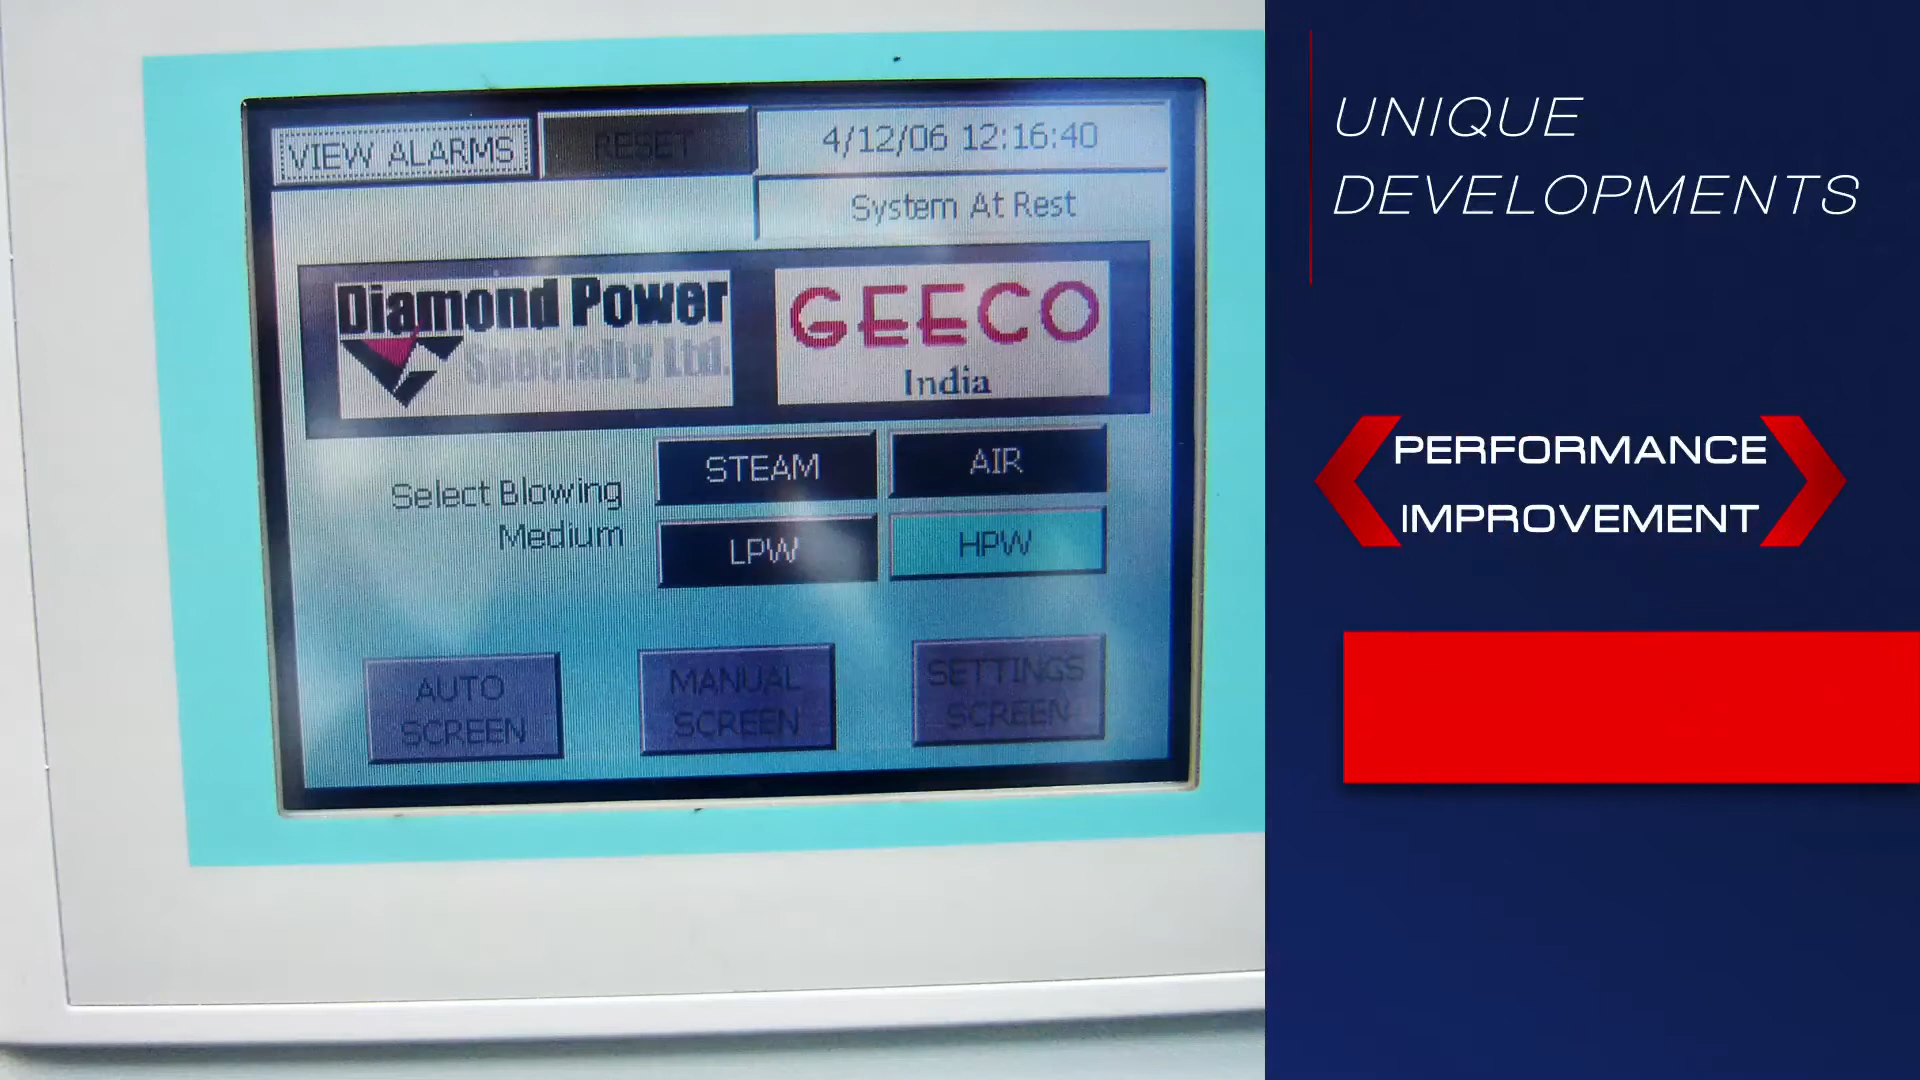 VIEW ALARMS
RESET
4/12/06 12:16:40
System At Rest
Diamond Power
Specialty Ltd.
GEECO
India
Select Blowing
Medium
STEAM
AIR
LPW
HPW
AUTO
SCREEN
MANUAL
SCREEN
SETTINGS
SCREEN
UNIQUE
DEVELOPMENTS
PERFORMANCE
IMPROVEMENT